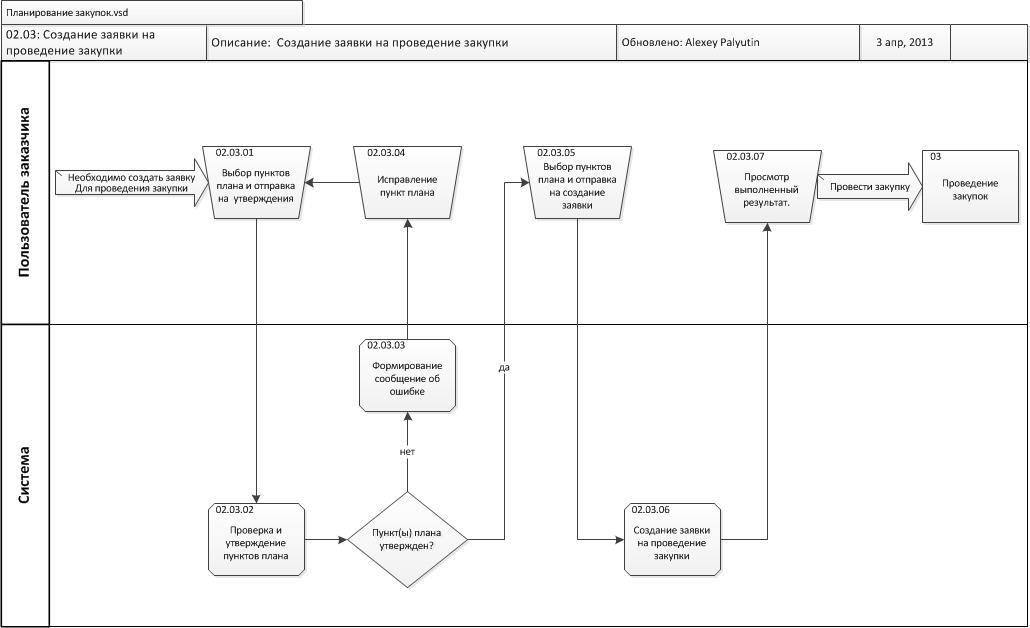 Планирование закупок.vsd
02.03: Создание заявки на
проведение закупки
Описание: Создание заявки на проведение закупки
Обновлено: Alexey Palyutin
3 апр, 2013
Пользователь заказчика
Необходимо создать заявку
Для проведения закупки
02.03.01
Выбор пунктов
плана и отправка
на утверждения
02.03.04
Исправление
пункт плана
02.03.05
Выбор пунктов
плана и отправка
на создание
заявки
02.03.07
Просмотр
выполненный
результат.
Провести закупку
03
Проведение
закупок
Система
02.03.03
Формирование
сообщение об
ошибке
да
нет
02.03.02
Проверка и
утверждение
пунктов плана
Пункт(ы) плана
утвержден?
02.03.06
Создание заявки
на проведение
закупки